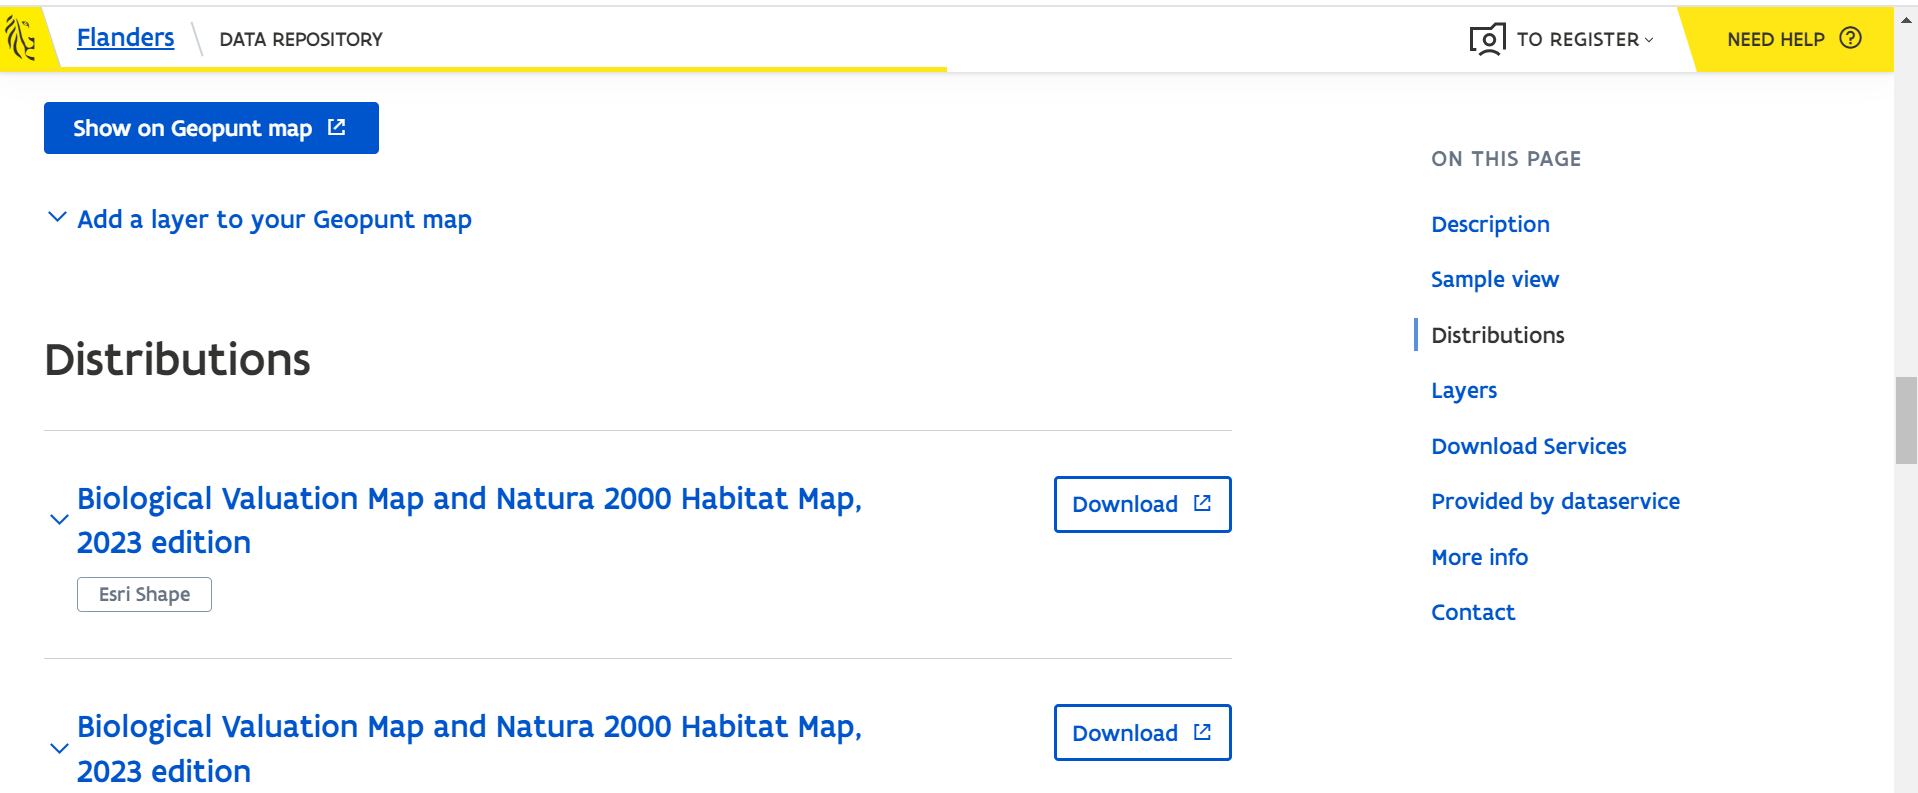 Flanders
DATA REPOSITORY
TO REGISTER
NEED HELP
Show on Geopunt map
Add a layer to your Geopunt map
Distributions
Biological Valuation Map and Natura 2000 Habitat Map,
2023 edition
Download
Esri Shape
Biological Valuation Map and Natura 2000 Habitat Map,
2023 edition
Download
ON THIS PAGE
Description
Sample view
Distributions
Layers
Download Services
Provided by dataservice
More info
Contact